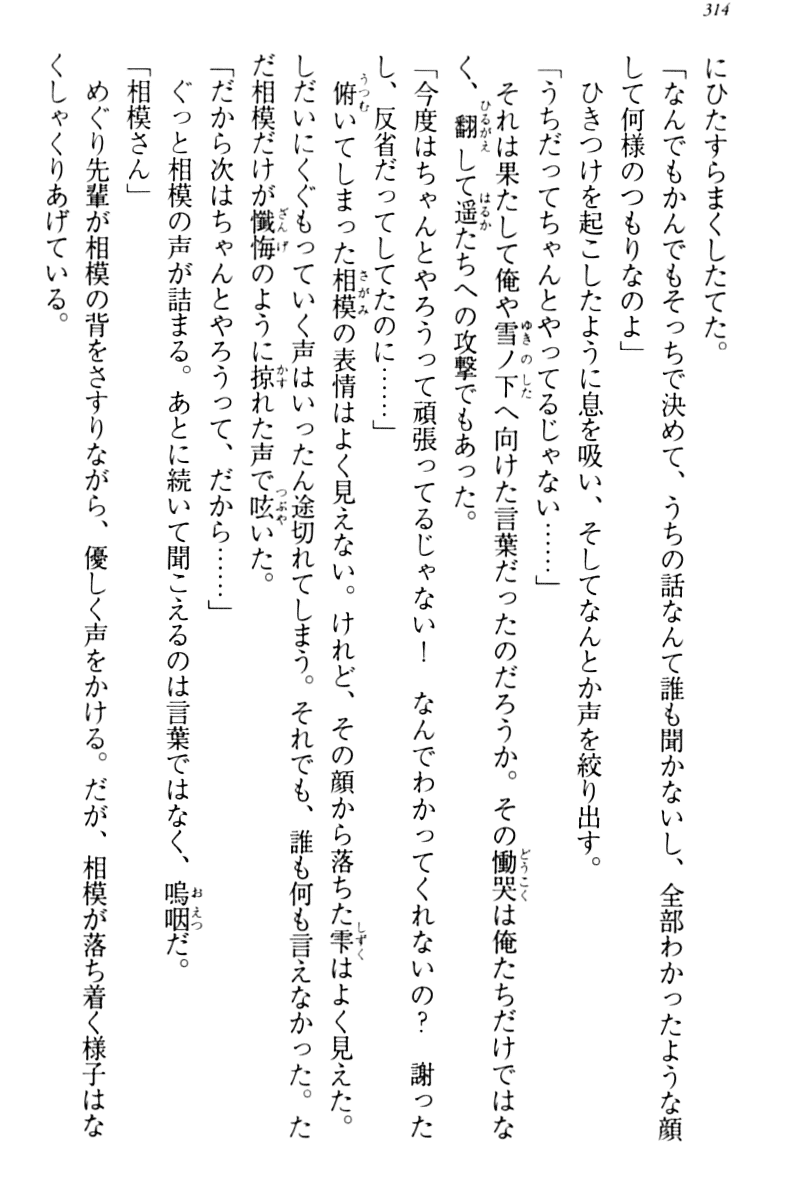 314
にひたすらまくしたてた。
「なんでもかんでもそっちで決めて、うちの話なんて誰も聞かないし、全部わかったような顔
して何様のつもりなのよ」
ひきつけを起こしたように息を吸い、そしてなんとか声を絞り出す。
「うちだってちゃんとやってるじゃない……」
それは果たして俺や雪ノ下へ向けた言葉だったのだろうか。その慟哭は俺たちだけではな
く、翻して遥たちへの攻撃でもあった。
「今度はちゃんとやろうって頑張ってるじゃない！　なんでわかってくれないの？　謝った
し、反省だってしてたのに……」
俯いてしまった相模の表情はよく見えない。けれど、その顔から落ちた雫はよく見えた。
しだいにくぐもっていく声はいったん途切れてしまう。それでも、誰も何も言えなかった。た
だ相模だけが懺悔のように掠れた声で呟いた。
「だから次はちゃんとやろうって、だから……」
ぐっと相模の声が詰まる。あとに続いて聞こえるのは言葉ではなく、嗚咽だ。
「相模さん」
めぐり先輩が相模の背をさすりながら、優しく声をかける。だが、相模が落ち着く様子はな
くしゃくりあげている。